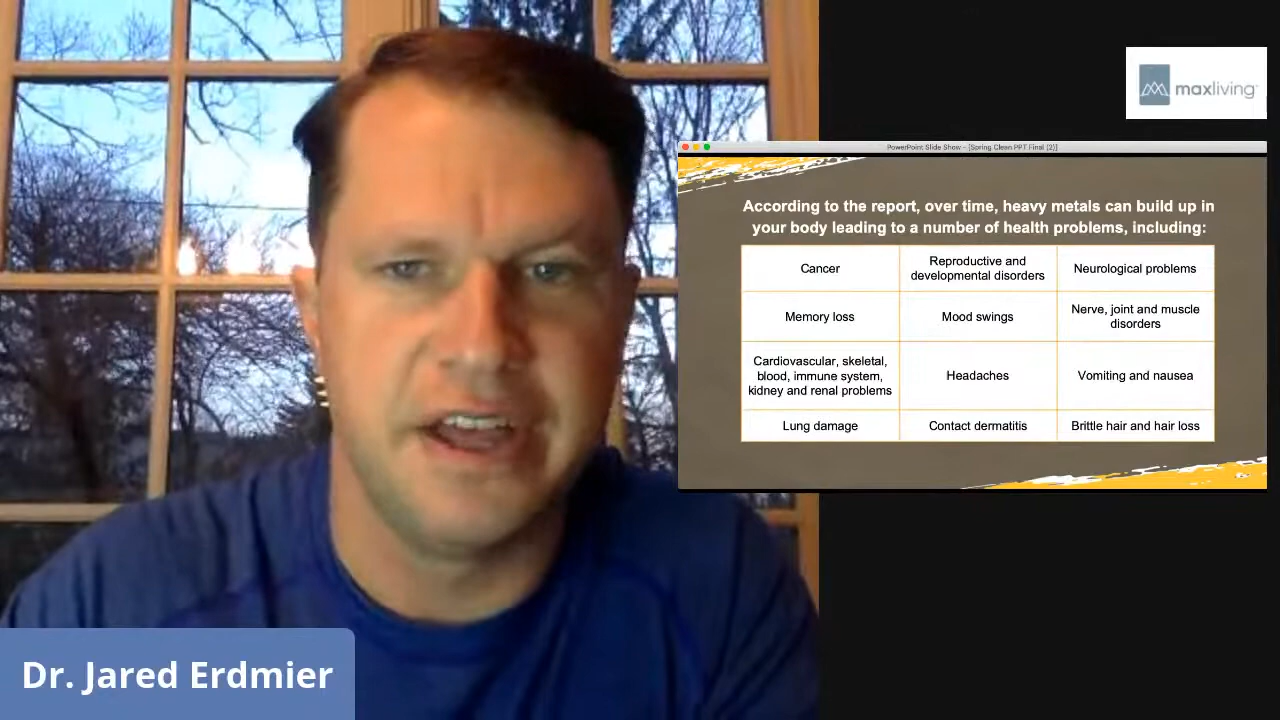 maxliving
PowerPoint Slide Show - [Spring Clean PPT Final (2)]
According to the report, over time, heavy metals can build up in
your body leading to a number of health problems, including:
Cancer
Reproductive and
developmental disorders
Neurological problems
Memory loss
Mood swings
Nerve, joint and muscle
disorders
Cardiovascular, skeletal,
blood, immune system,
kidney and renal problems
Headaches
Vomiting and nausea
Lung damage
Contact dermatitis
Brittle hair and hair loss
Dr. Jared Erdmier